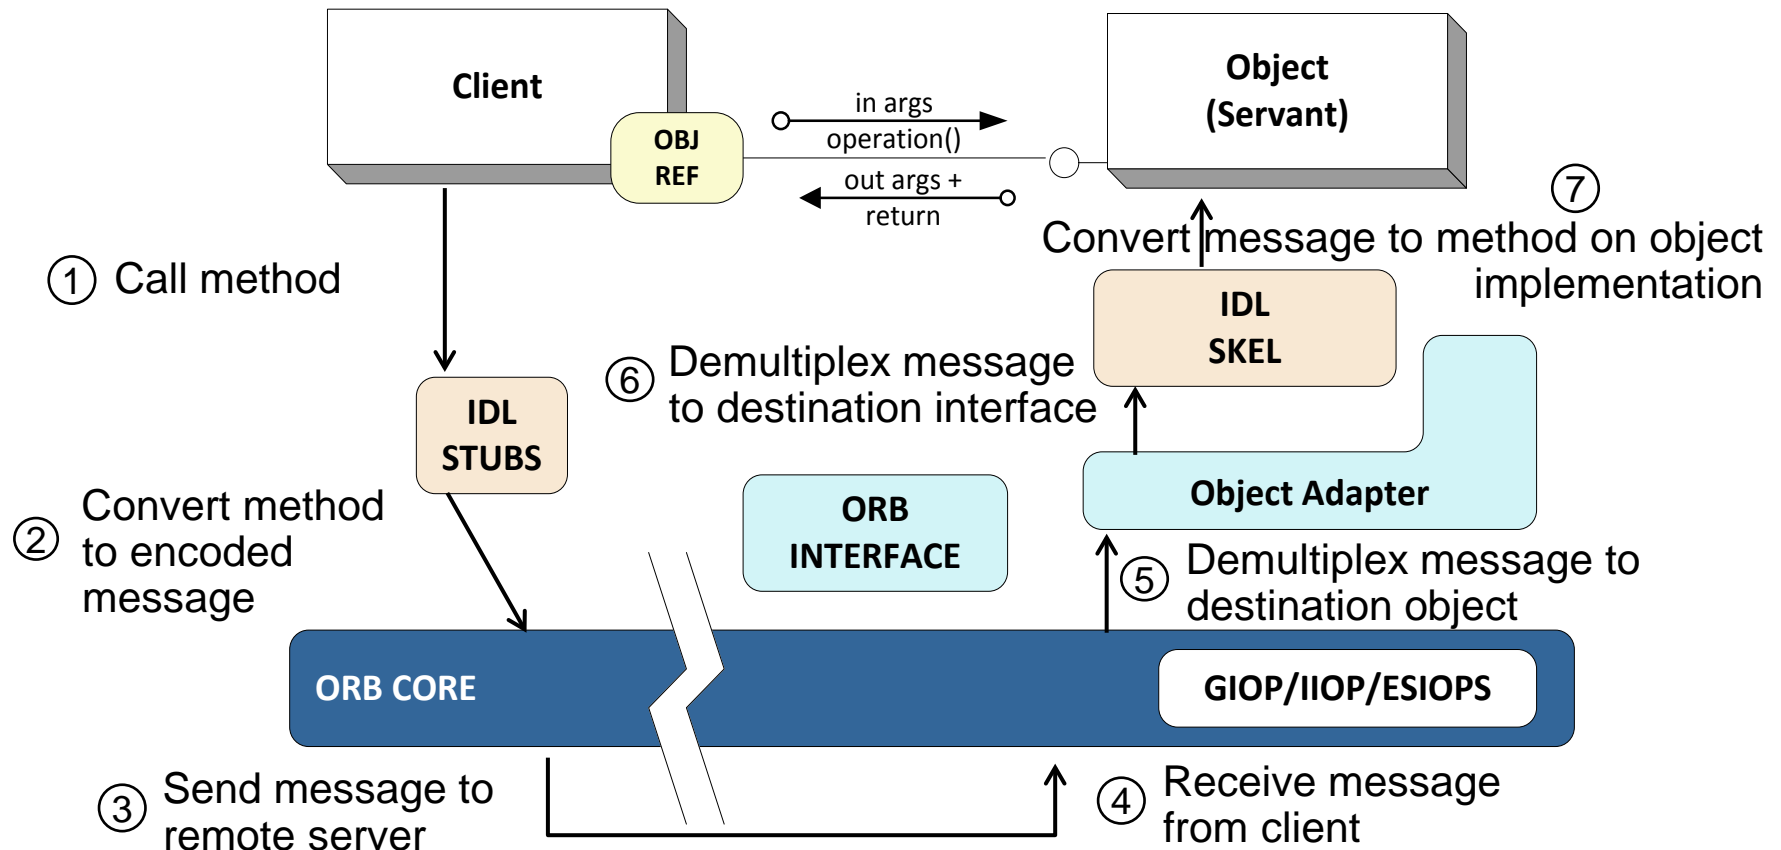 Client
Object
(Servant)
OBJ
REF
in args
operation()
out args +
return
7
Convert message to method on object
implementation
1 Call method
IDL
SKEL
6 Demultiplex message
to destination interface
IDL
STUBS
2 Convert method
to encoded
message
ORB
INTERFACE
Object Adapter
5 Demultiplex message to
destination object
ORB CORE
GIOP/IIOP/ESIOPS
3 Send message to
remote server
4 Receive message
from client